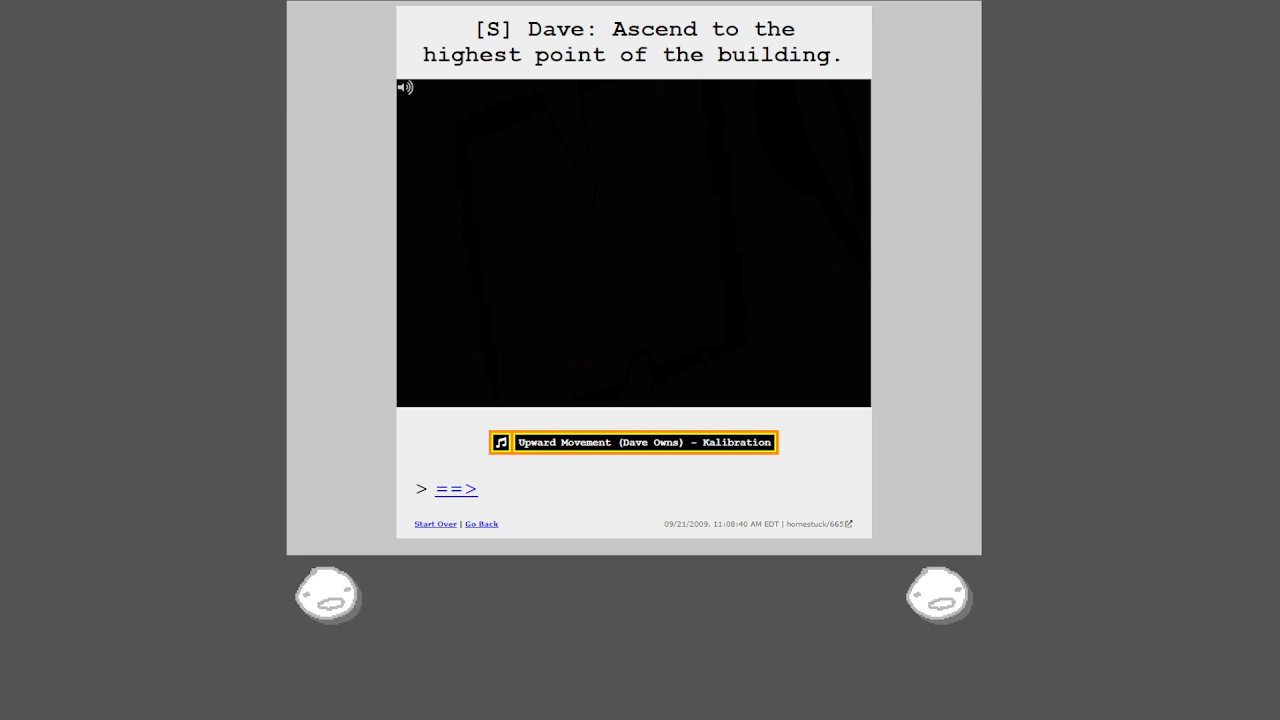 [S] Dave: Ascend to the
highest point of the building.
Upward Movement (Dave Owns) - Kalibration
> ==>
Start Over | Go Back
09/21/2009, 11:08:40 AM EDT | homestuck/665